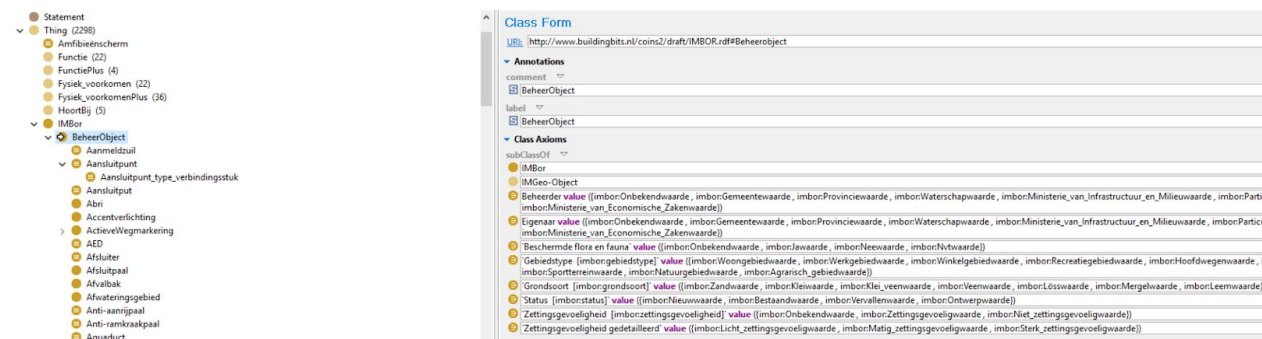 Statement
Thing (2298)
Amfibieënscherm
Functie (22)
FunctiePlus (4)
Fysiek_voorkomen (22)
Fysiek_voorkomenPlus (36)
HoortBij (5)
IMBor
BeheerObject
Aanmeldzuil
Aansluitpunt
Aansluitpunt_type_verbindingsstuk
Aansluitput
Abri
Accentverlichting
ActieveWegmarkering
AED
Afsluiter
Afsluitpaal
Afvalbak
Afwateringsgebied
Anti-aanrijpaal
Anti-ramkraakpaal
Aquaduct
Class Form
URI: http://www.buildingbits.nl/coins2/draft/IMBOR.rdf#Beheerobject
Annotations
comment
BeheerObject
label
BeheerObject
Class Axioms
subClassOf
IMBor
IMGeo-Object
Beheerder value ({imbor:Onbekendwaarde , imbor:Gemeentewaarde , imbor:Provinciewaarde , imbor:Waterschapwaarde , imbor:Ministerie_van_Infrastructuur_en_Milieuwaarde , imbor:Parti
imbor:Ministerie_van_Economische_Zakenwaarde})
Eigenaar value ({imbor:Onbekendwaarde , imbor:Gemeentewaarde , imbor:Provinciewaarde , imbor:Waterschapwaarde , imbor:Ministerie_van_Infrastructuur_en_Milieuwaarde , imbor:Particu
imbor:Ministerie_van_Economische_Zakenwaarde})
'Beschermde flora en fauna' value ({imbor:Onbekendwaarde , imbor:Jawaarde , imbor:Neewaarde , imbor:Nvtwaarde})
'Gebiedstype [imbor:gebiedstype]' value ({imbor:Woongebiedwaarde , imbor:Werkgebiedwaarde , imbor:Winkelgebiedwaarde , imbor:Recreatiegebiedwaarde , imbor:Hoofdwegenwaarde ,
imbor:Sportterreinwaarde , imbor:Natuurgebiedwaarde , imbor:Agrarisch_gebiedwaarde})
'Grondsoort [imbor:grondsoort]' value ({imbor:Zandwaarde , imbor:Kleiwaarde , imbor:Klei_veenwaarde , imbor:Veenwaarde , imbor:Lösswaarde , imbor:Mergelwaarde , imbor:Leemwaarde}
'Status [imbor:status]' value ({imbor:Nieuwwaarde , imbor:Bestaandwaarde , imbor:Vervallenwaarde , imbor:Ontwerpwaarde})
'Zettingsgevoeligheid [imbor:zettingsgevoeligheid]' value ({imbor:Onbekendwaarde , imbor:Zettingsgevoeligwaarde , imbor:Niet_zettingsgevoeligwaarde})
'Zettingsgevoeligheid gedetailleerd' value ({imbor:Licht_zettingsgevoeligwaarde , imbor:Matig_zettingsgevoeligwaarde , imbor:Sterk_zettingsgevoeligwaarde})